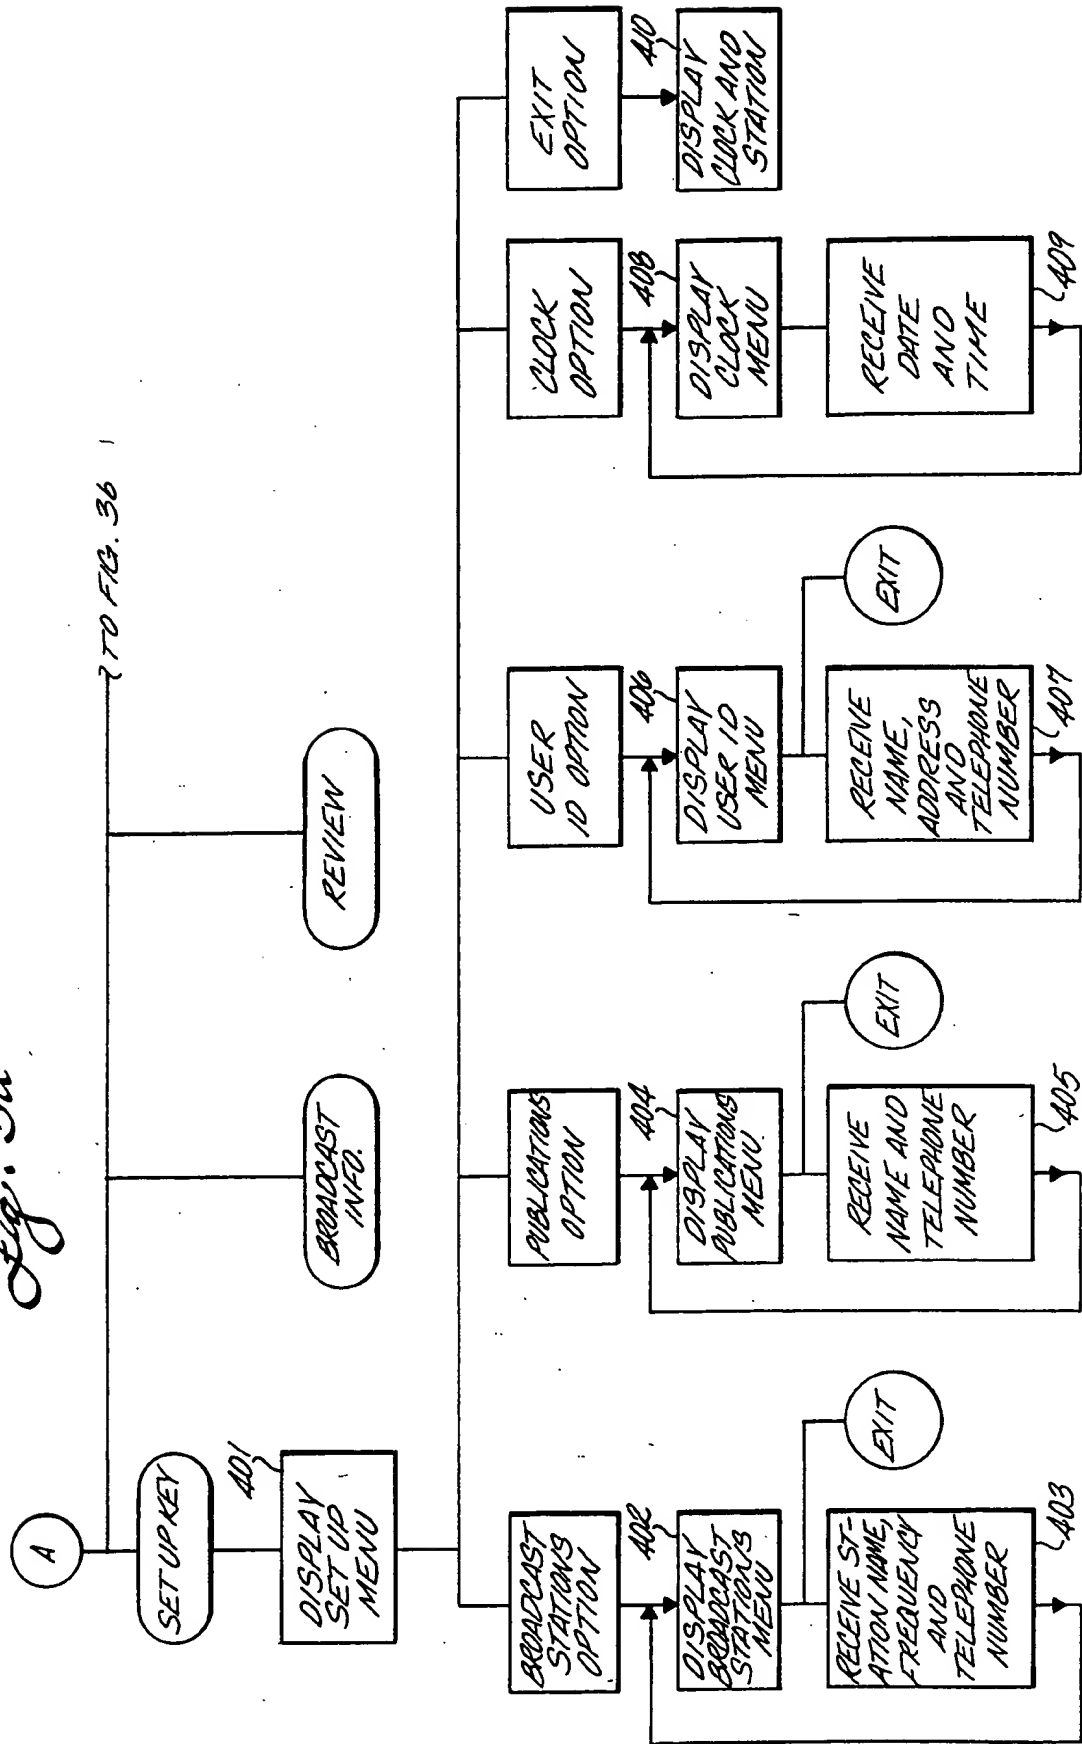 Fig. 3a
A
TO FIG. 3b
SET UP KEY
BROADCAST
INFO.
REVIEW
401
DISPLAY
SET UP
MENU
BROADCAST
STATIONS
OPTION
PUBLICATIONS
OPTION
USER
ID OPTION
CLOCK
OPTION
EXIT
OPTION
402
DISPLAY
BROADCAST
STATIONS
MENU
404
DISPLAY
PUBLICATIONS
MENU
406
DISPLAY
USER ID
MENU
408
DISPLAY
CLOCK
MENU
410
DISPLAY
CLOCK AND
STATION
EXIT
EXIT
EXIT
RECEIVE ST-
ATION NAME,
FREQUENCY
AND
TELEPHONE
NUMBER
403
RECEIVE
NAME AND
TELEPHONE
NUMBER
405
RECEIVE
NAME,
ADDRESS
AND
TELEPHONE
NUMBER
407
RECEIVE
DATE
AND
TIME
409